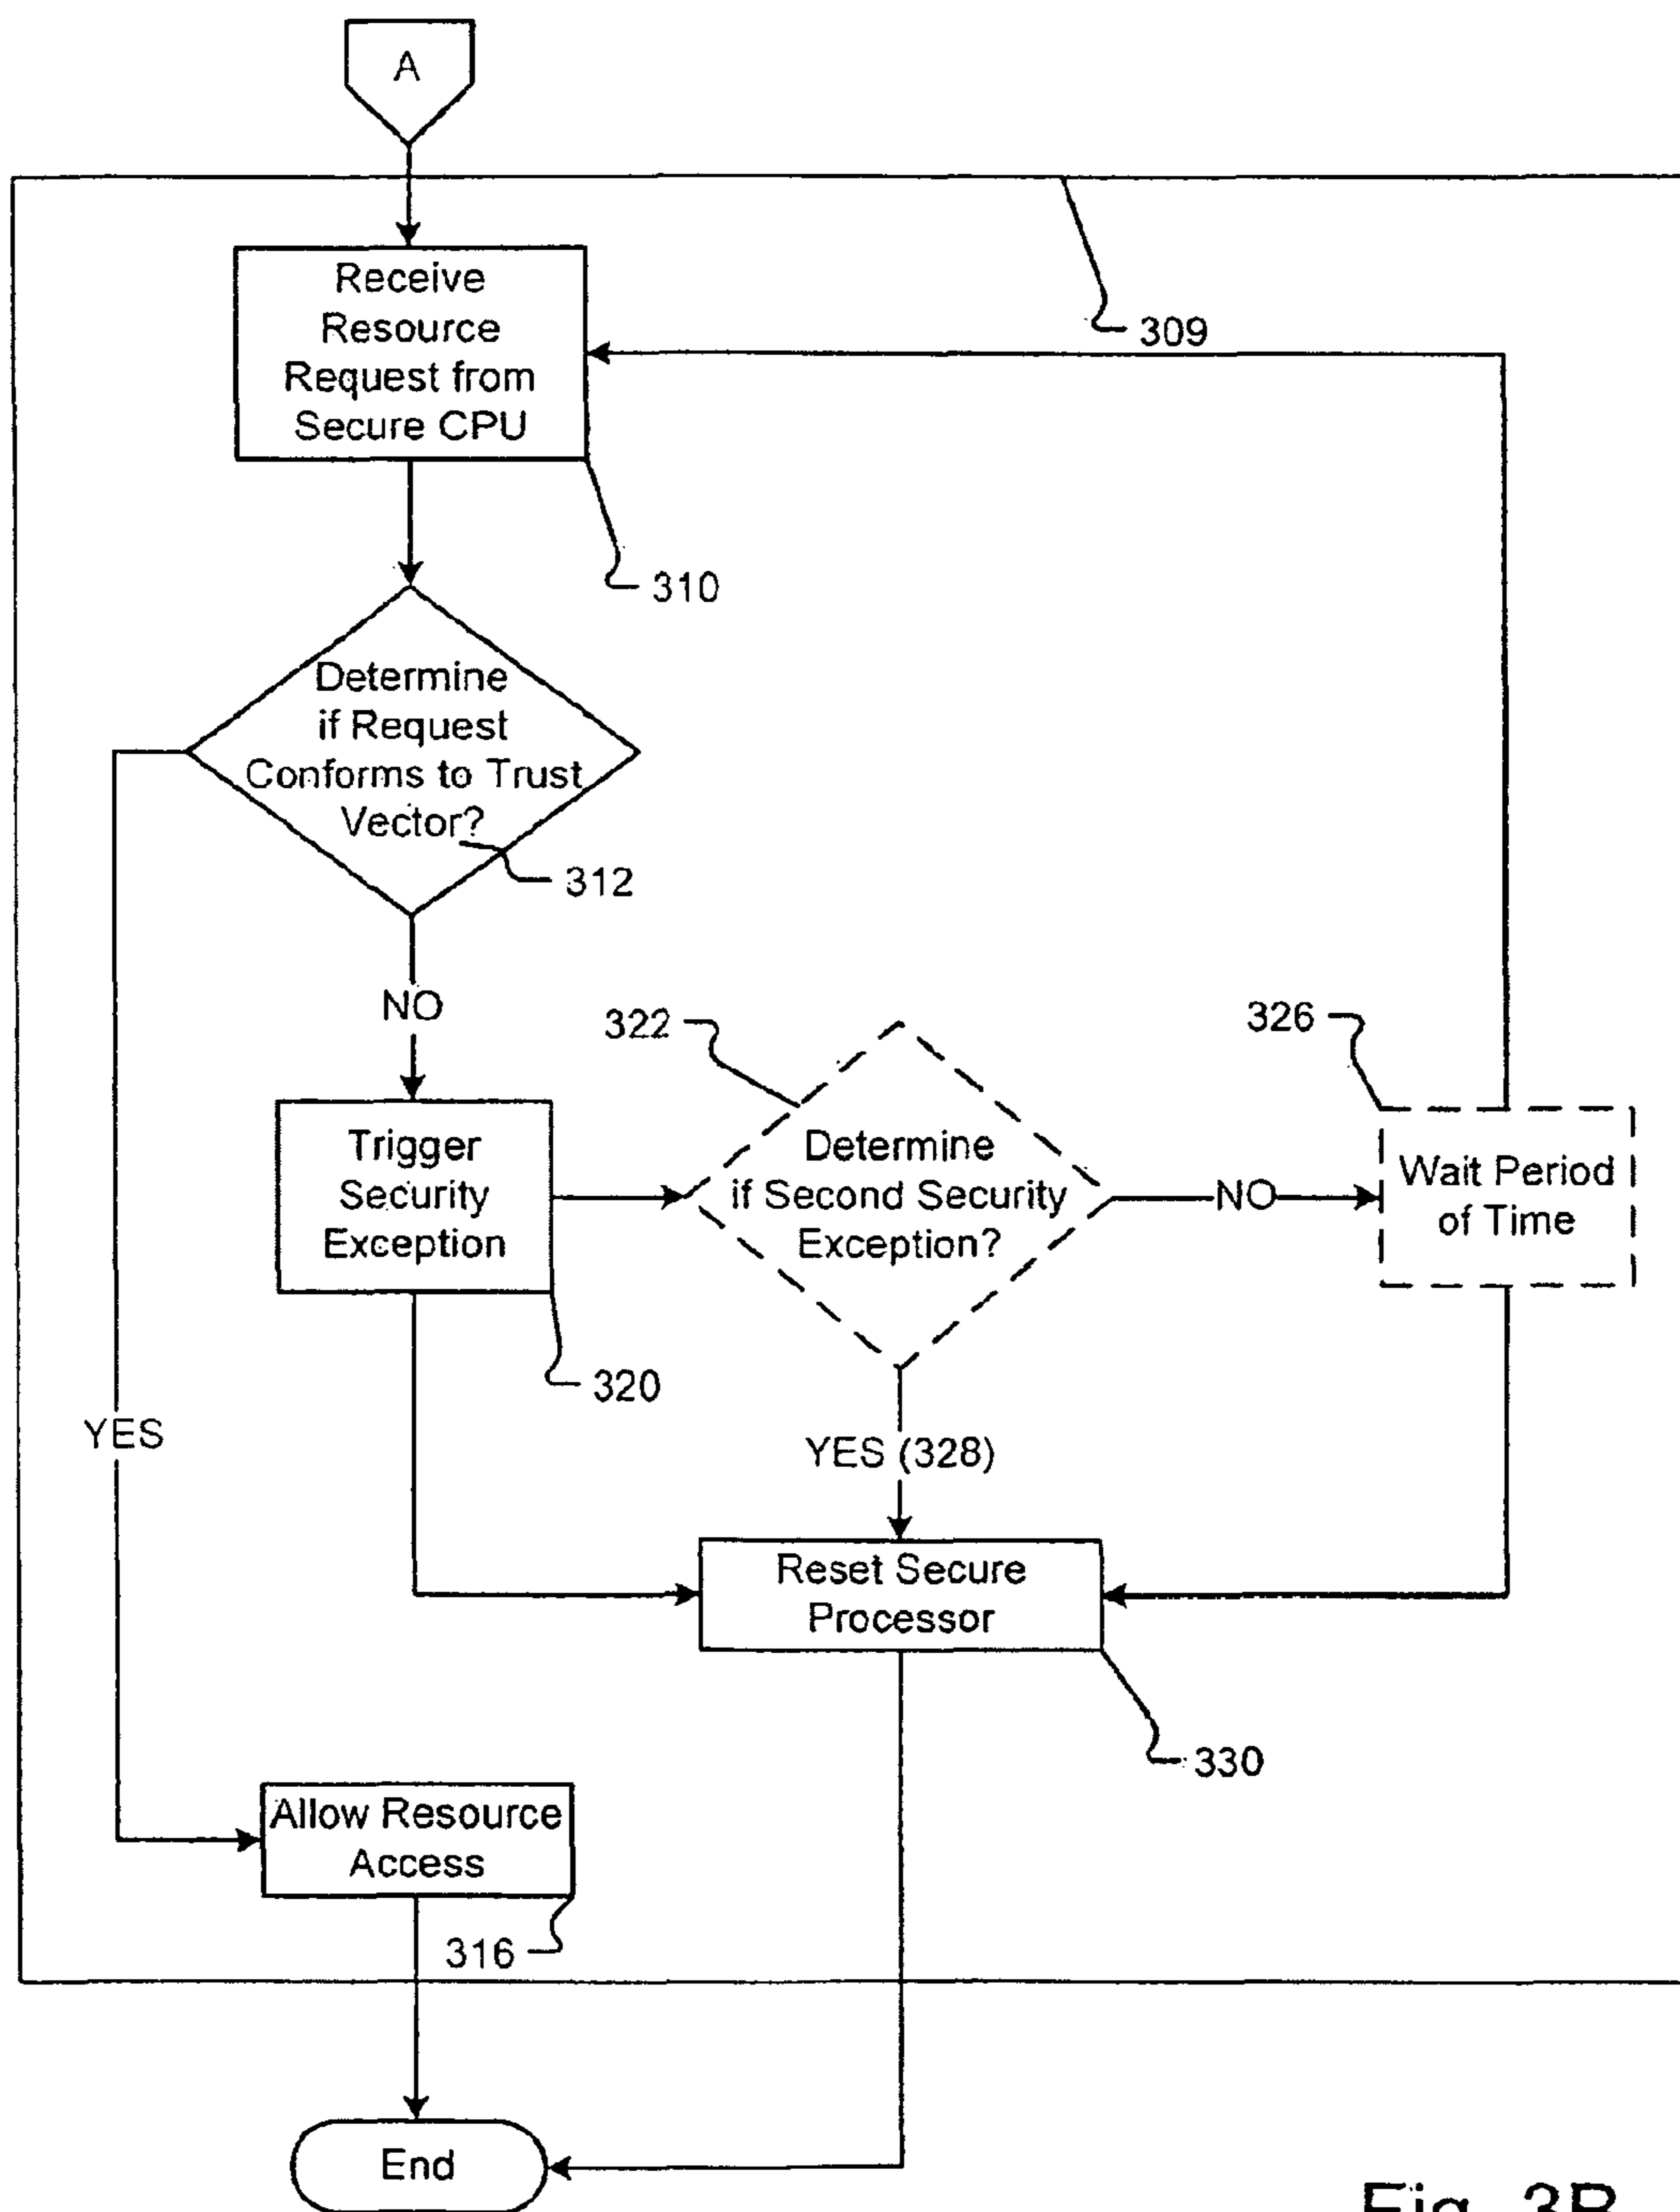 A
309
Receive
Resource
Request from
Secure CPU
310
Determine
if Request
Conforms to Trust
Vector?
312
NO
322
326
Trigger
Security
Exception
Determine
if Second Security
Exception?
NO
Wait Period
of Time
320
YES
YES (328)
Reset Secure
Processor
330
Allow Resource
Access
316
End
Fig. 3B